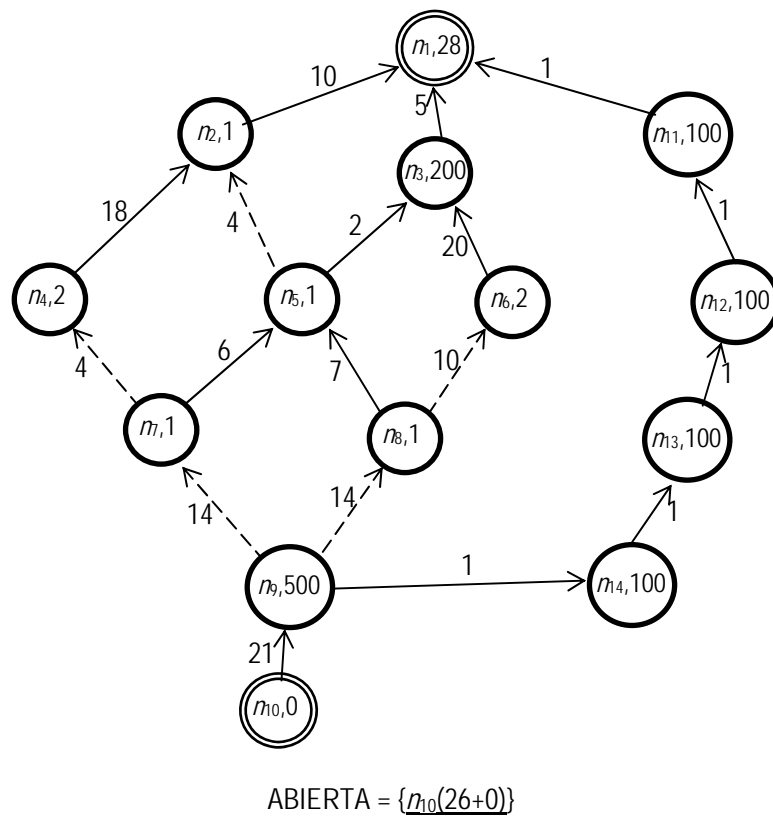 n1,28
10
1
5
n2,1
n11,100
n3,200
18
4
2
20
1
n4,2
n5,1
n6,2
n12,100
4
6
7
10
1
n7,1
n8,1
n13,100
14
14
1
1
n9,500
n14,100
21
n10,0
ABIERTA = {n10(26+0)}